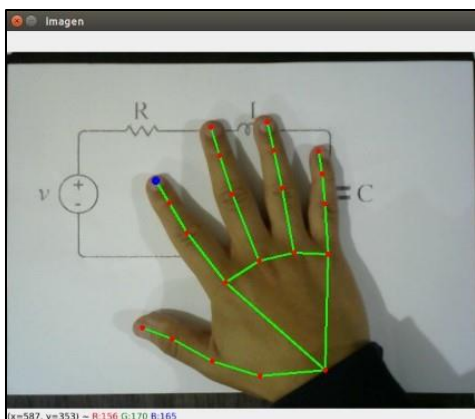 Imagen
R
v
+
-
C
(x=587, y=353) ~ R:156 G:170 B:165